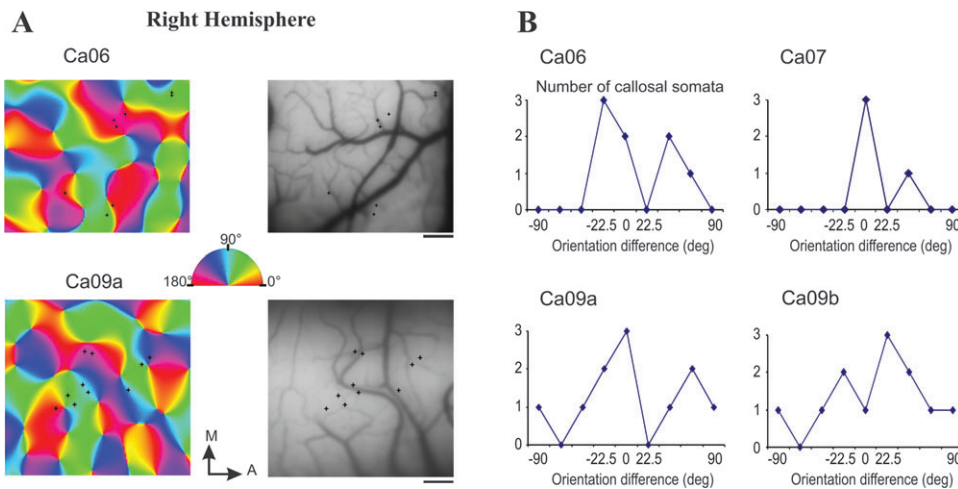 A
Right Hemisphere
B
Ca06
Ca06
Ca07
Number of callosal somata
3
2
1
0
-90 -22.5 0 22.5 90
Orientation difference (deg)
3
2
1
0
-90 -22.5 0 22.5 90
Orientation difference (deg)
90°
180° 0°
Ca09a
M
A
Ca09a
Ca09b
3
2
1
0
-90 -22.5 0 22.5 90
Orientation difference (deg)
3
2
1
0
-90 -22.5 0 22.5 90
Orientation difference (deg)